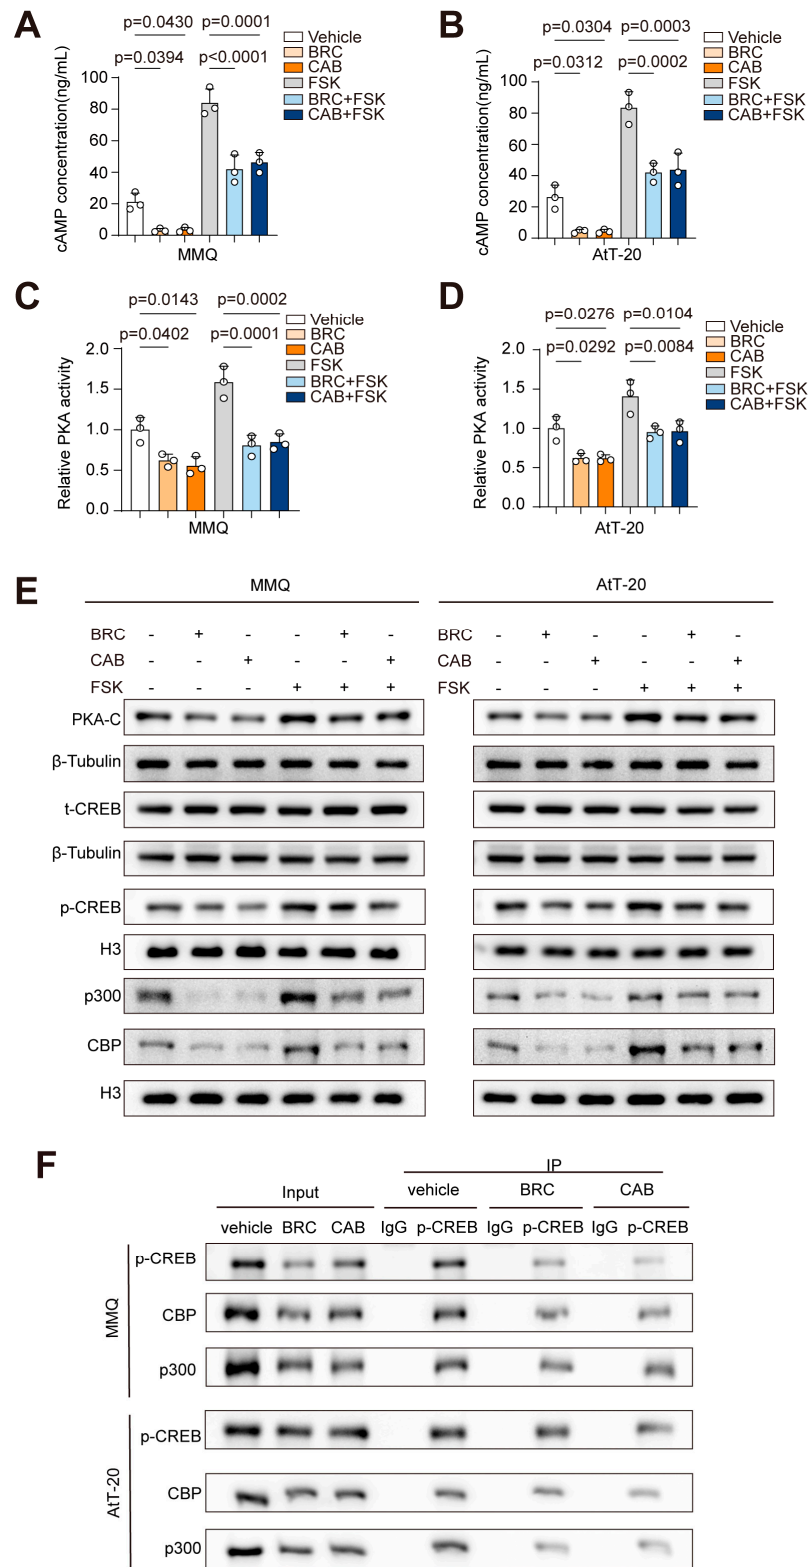 A
p=0.0430 p=0.0001
p=0.0394 p<0.0001
Vehicle
BRC
CAB
FSK
BRC+FSK
CAB+FSK
cAMP concentration(ng/mL)
100
80
60
40
20
0
MMQ
B
p=0.0304 p=0.0003
p=0.0312 p=0.0002
Vehicle
BRC
CAB
FSK
BRC+FSK
CAB+FSK
cAMP concentration(ng/mL)
100
80
60
40
20
0
AtT-20
C
p=0.0143 p=0.0002
p=0.0402 p=0.0001
Vehicle
BRC
CAB
FSK
BRC+FSK
CAB+FSK
Relative PKA activity
2.0
1.5
1.0
0.5
0.0
MMQ
D
p=0.0276 p=0.0104
p=0.0292 p=0.0084
Vehicle
BRC
CAB
FSK
BRC+FSK
CAB+FSK
Relative PKA activity
2.0
1.5
1.0
0.5
0.0
AtT-20
E
MMQ AtT-20
BRC - + - - + - BRC - + - - + -
CAB - - + - - + CAB - - + - - +
FSK - - - + + + FSK - - - + + +
PKA-C
β-Tubulin
t-CREB
β-Tubulin
p-CREB
H3
p300
CBP
H3
F
IP
Input vehicle BRC CAB
vehicle BRC CAB IgG p-CREB IgG p-CREB IgG p-CREB
MMQ
p-CREB
CBP
p300
AtT-20
p-CREB
CBP
p300